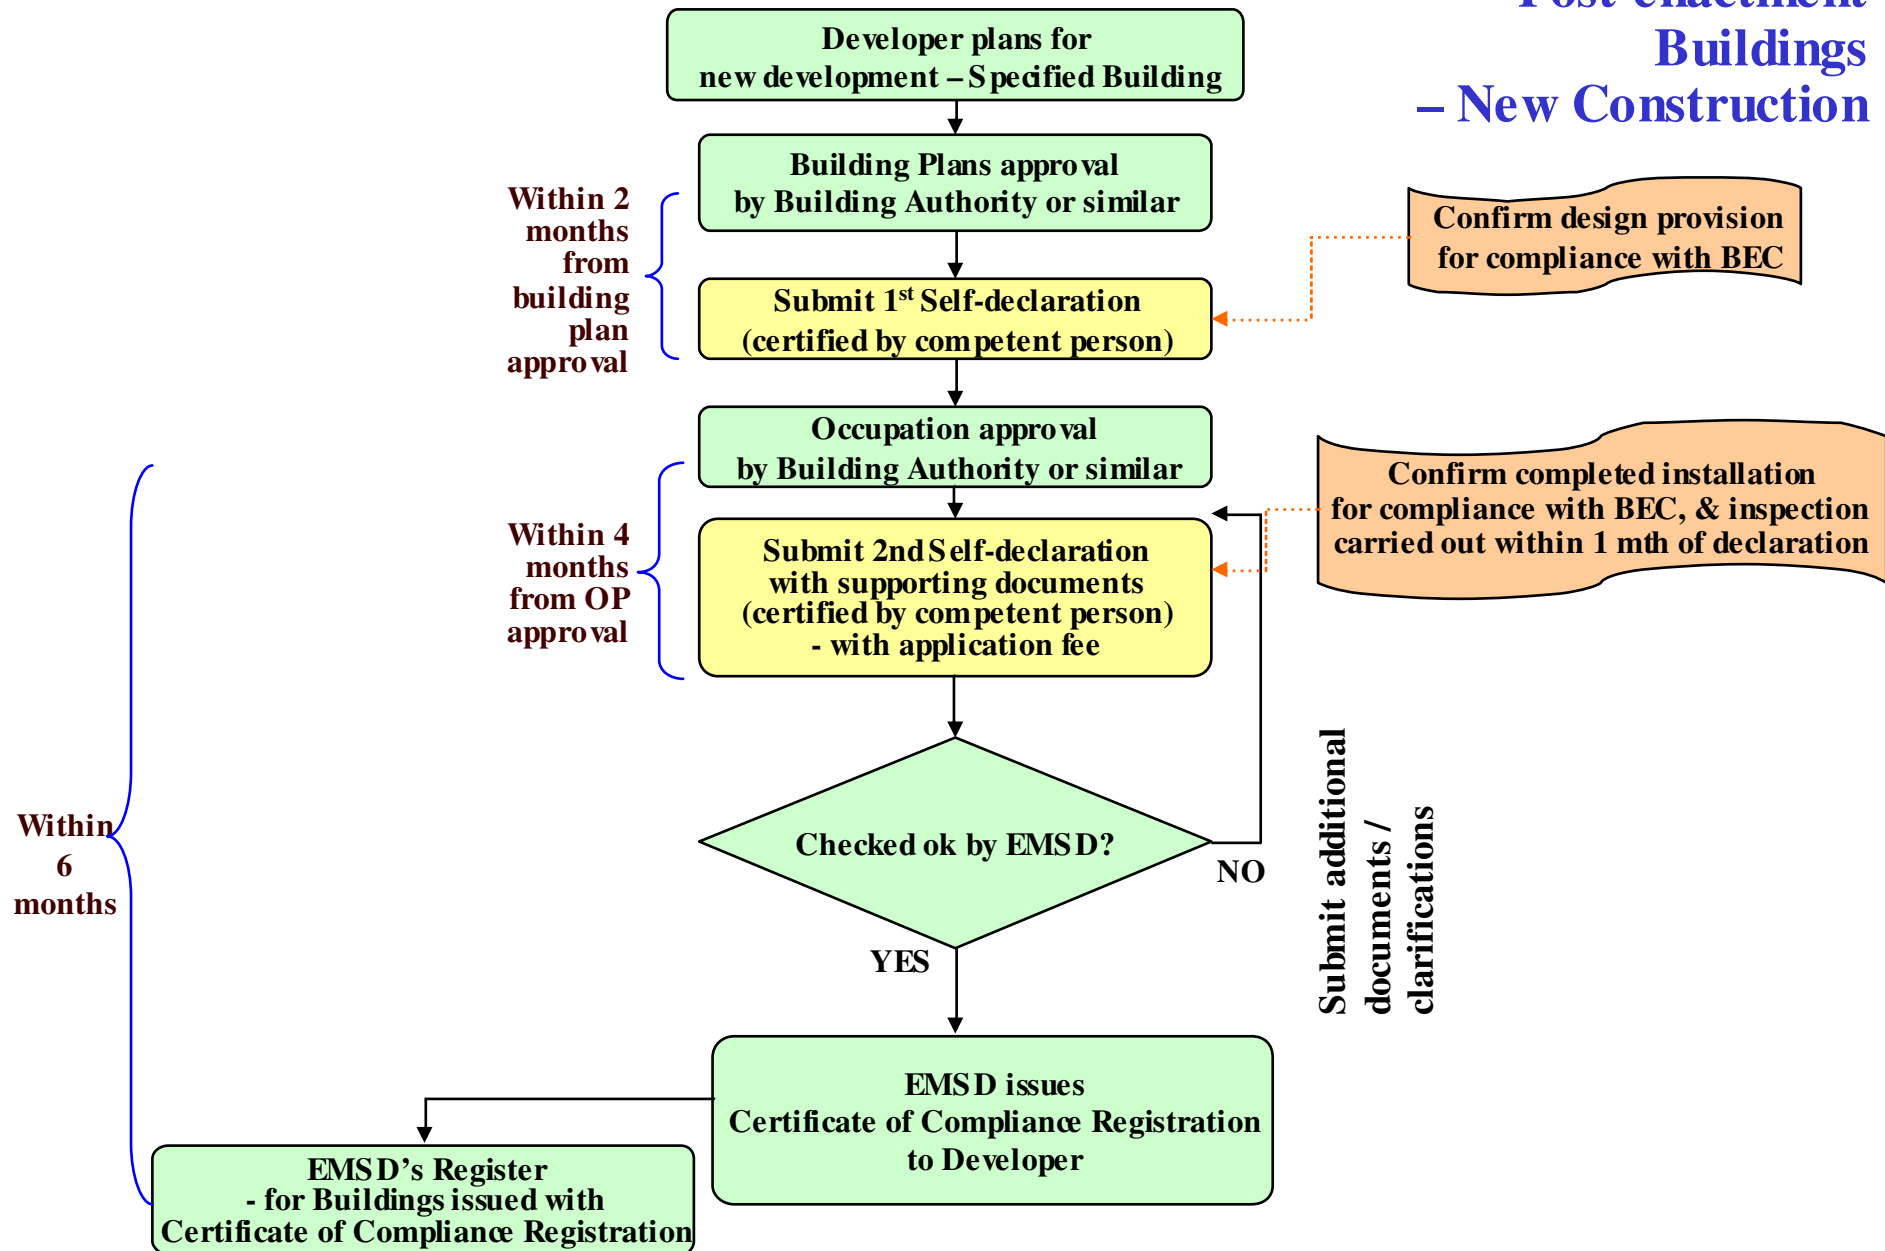 Post-enactment
Buildings
– New Construction
Developer plans for
new development – Specified Building
Building Plans approval
by Building Authority or similar
Within 2
months
from
building
plan
approval
Confirm design provision
for compliance with BEC
Submit 1st Self-declaration
(certified by competent person)
Occupation approval
by Building Authority or similar
Confirm completed installation
for compliance with BEC, & inspection
carried out within 1 mth of declaration
Within 4
months
from OP
approval
Submit 2nd Self-declaration
with supporting documents
(certified by competent person)
- with application fee
Within
6
months
Checked ok by EMSD?
NO
Submit additional
documents /
clarifications
YES
EMSD issues
Certificate of Compliance Registration
to Developer
EMSD’s Register
- for Buildings issued with
Certificate of Compliance Registration